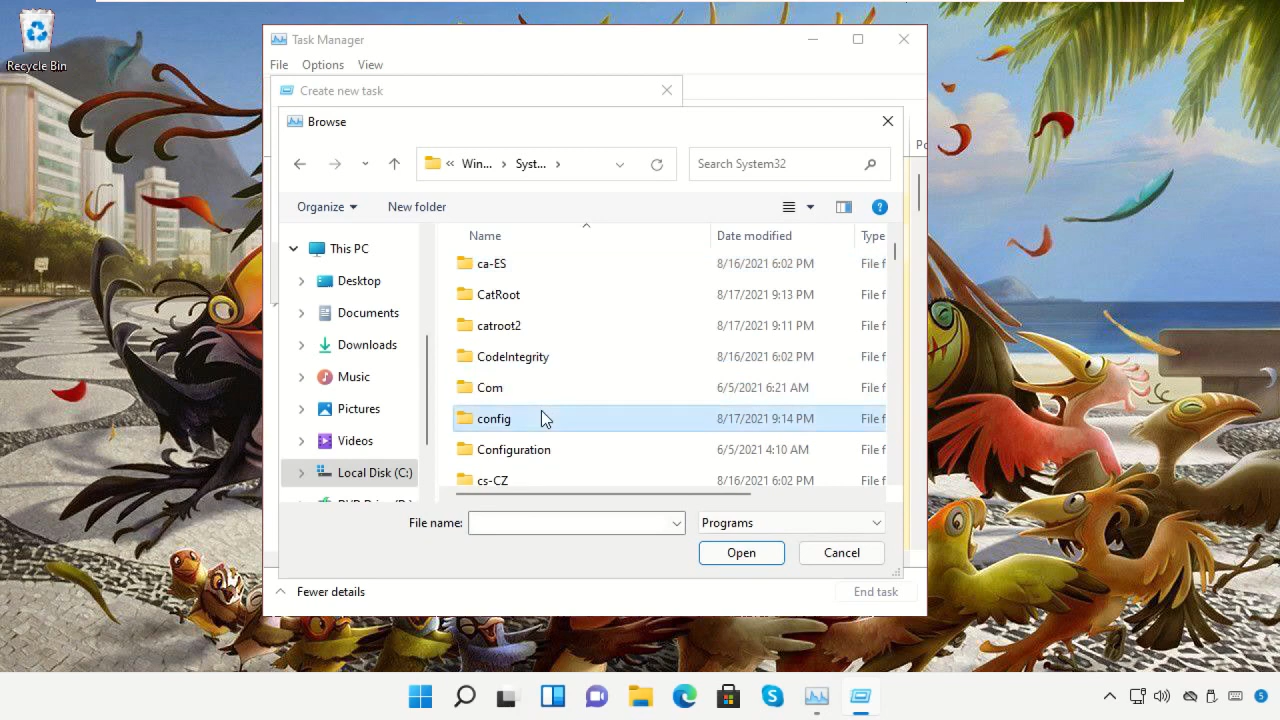 Recycle Bin
Task Manager
File Options View
Create new task
Browse
« Win... › Syst... ›
Search System32
Organize New folder
Name Date modified Type
This PC
Desktop
Documents
Downloads
Music
Pictures
Videos
Local Disk (C:)
ca-ES 8/16/2021 6:02 PM File f
CatRoot 8/17/2021 9:13 PM File f
catroot2 8/17/2021 9:11 PM File f
CodeIntegrity 8/16/2021 6:02 PM File f
Com 6/5/2021 6:21 AM File f
config 8/17/2021 9:14 PM File f
Configuration 6/5/2021 4:10 AM File f
cs-CZ 8/16/2021 6:02 PM File f
File name:
Programs
Open Cancel
Fewer details
End task
5